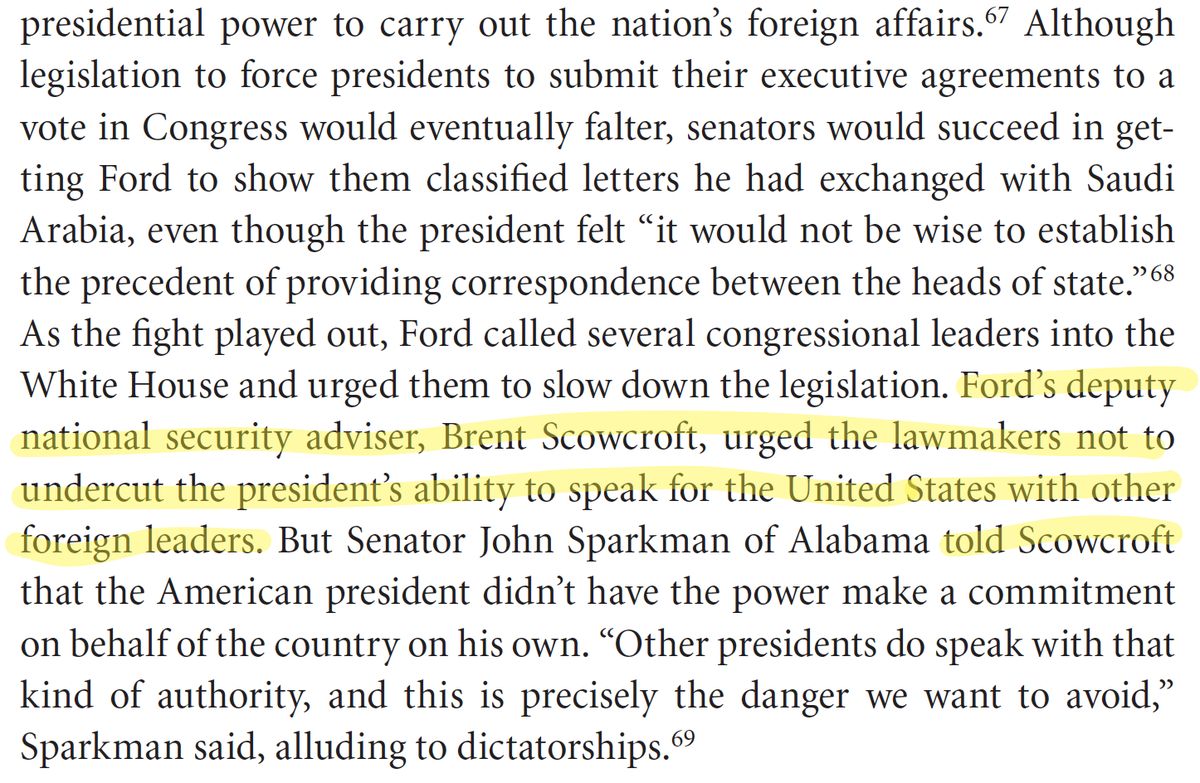 presidential power to carry out the nation’s foreign affairs.⁶⁷ Although
legislation to force presidents to submit their executive agreements to a
vote in Congress would eventually falter, senators would succeed in get-
ting Ford to show them classified letters he had exchanged with Saudi
Arabia, even though the president felt “it would not be wise to establish
the precedent of providing correspondence between the heads of state.”⁶⁸
As the fight played out, Ford called several congressional leaders into the
White House and urged them to slow down the legislation. Ford’s deputy
national security adviser, Brent Scowcroft, urged the lawmakers not to
undercut the president’s ability to speak for the United States with other
foreign leaders. But Senator John Sparkman of Alabama told Scowcroft
that the American president didn’t have the power make a commitment
on behalf of the country on his own. “Other presidents do speak with that
kind of authority, and this is precisely the danger we want to avoid,”
Sparkman said, alluding to dictatorships.⁶⁹